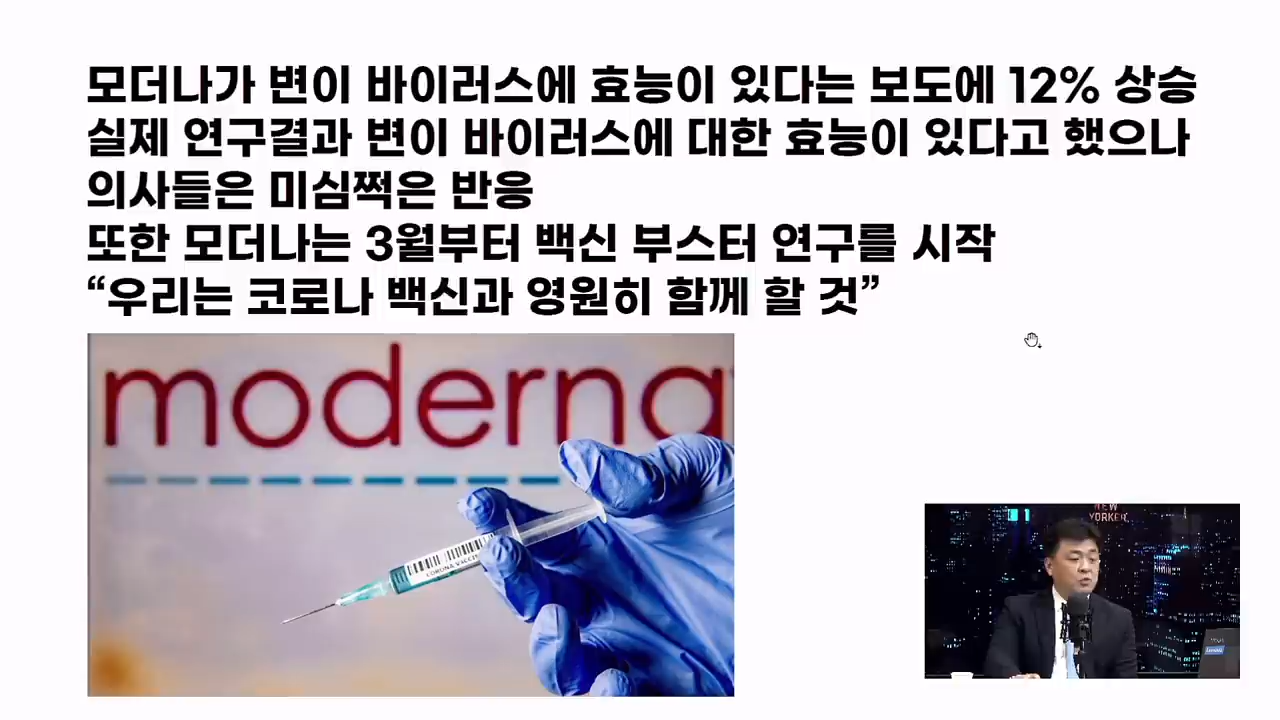 모더나가 변이 바이러스에 효능이 있다는 보도에 12% 상승
실제 연구결과 변이 바이러스에 대한 효능이 있다고 했으나
의사들은 미심쩍은 반응
또한 모더나는 3월부터 백신 부스터 연구를 시작
“우리는 코로나 백신과 영원히 함께 할 것”
moderna
CORONA VACCINE
NEW
YORKER